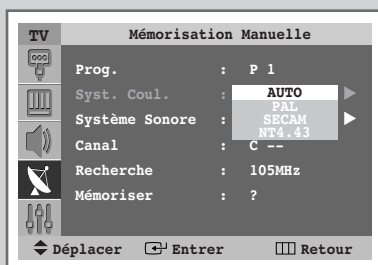 TV Mémorisation Manuelle
Prog. : P 1
Syst. Coul. : AUTO
PAL
Système Sonore : SECAM
NT4.43
Canal : C --
Recherche : 105MHz
Mémoriser : ?
Déplacer Entrer Retour